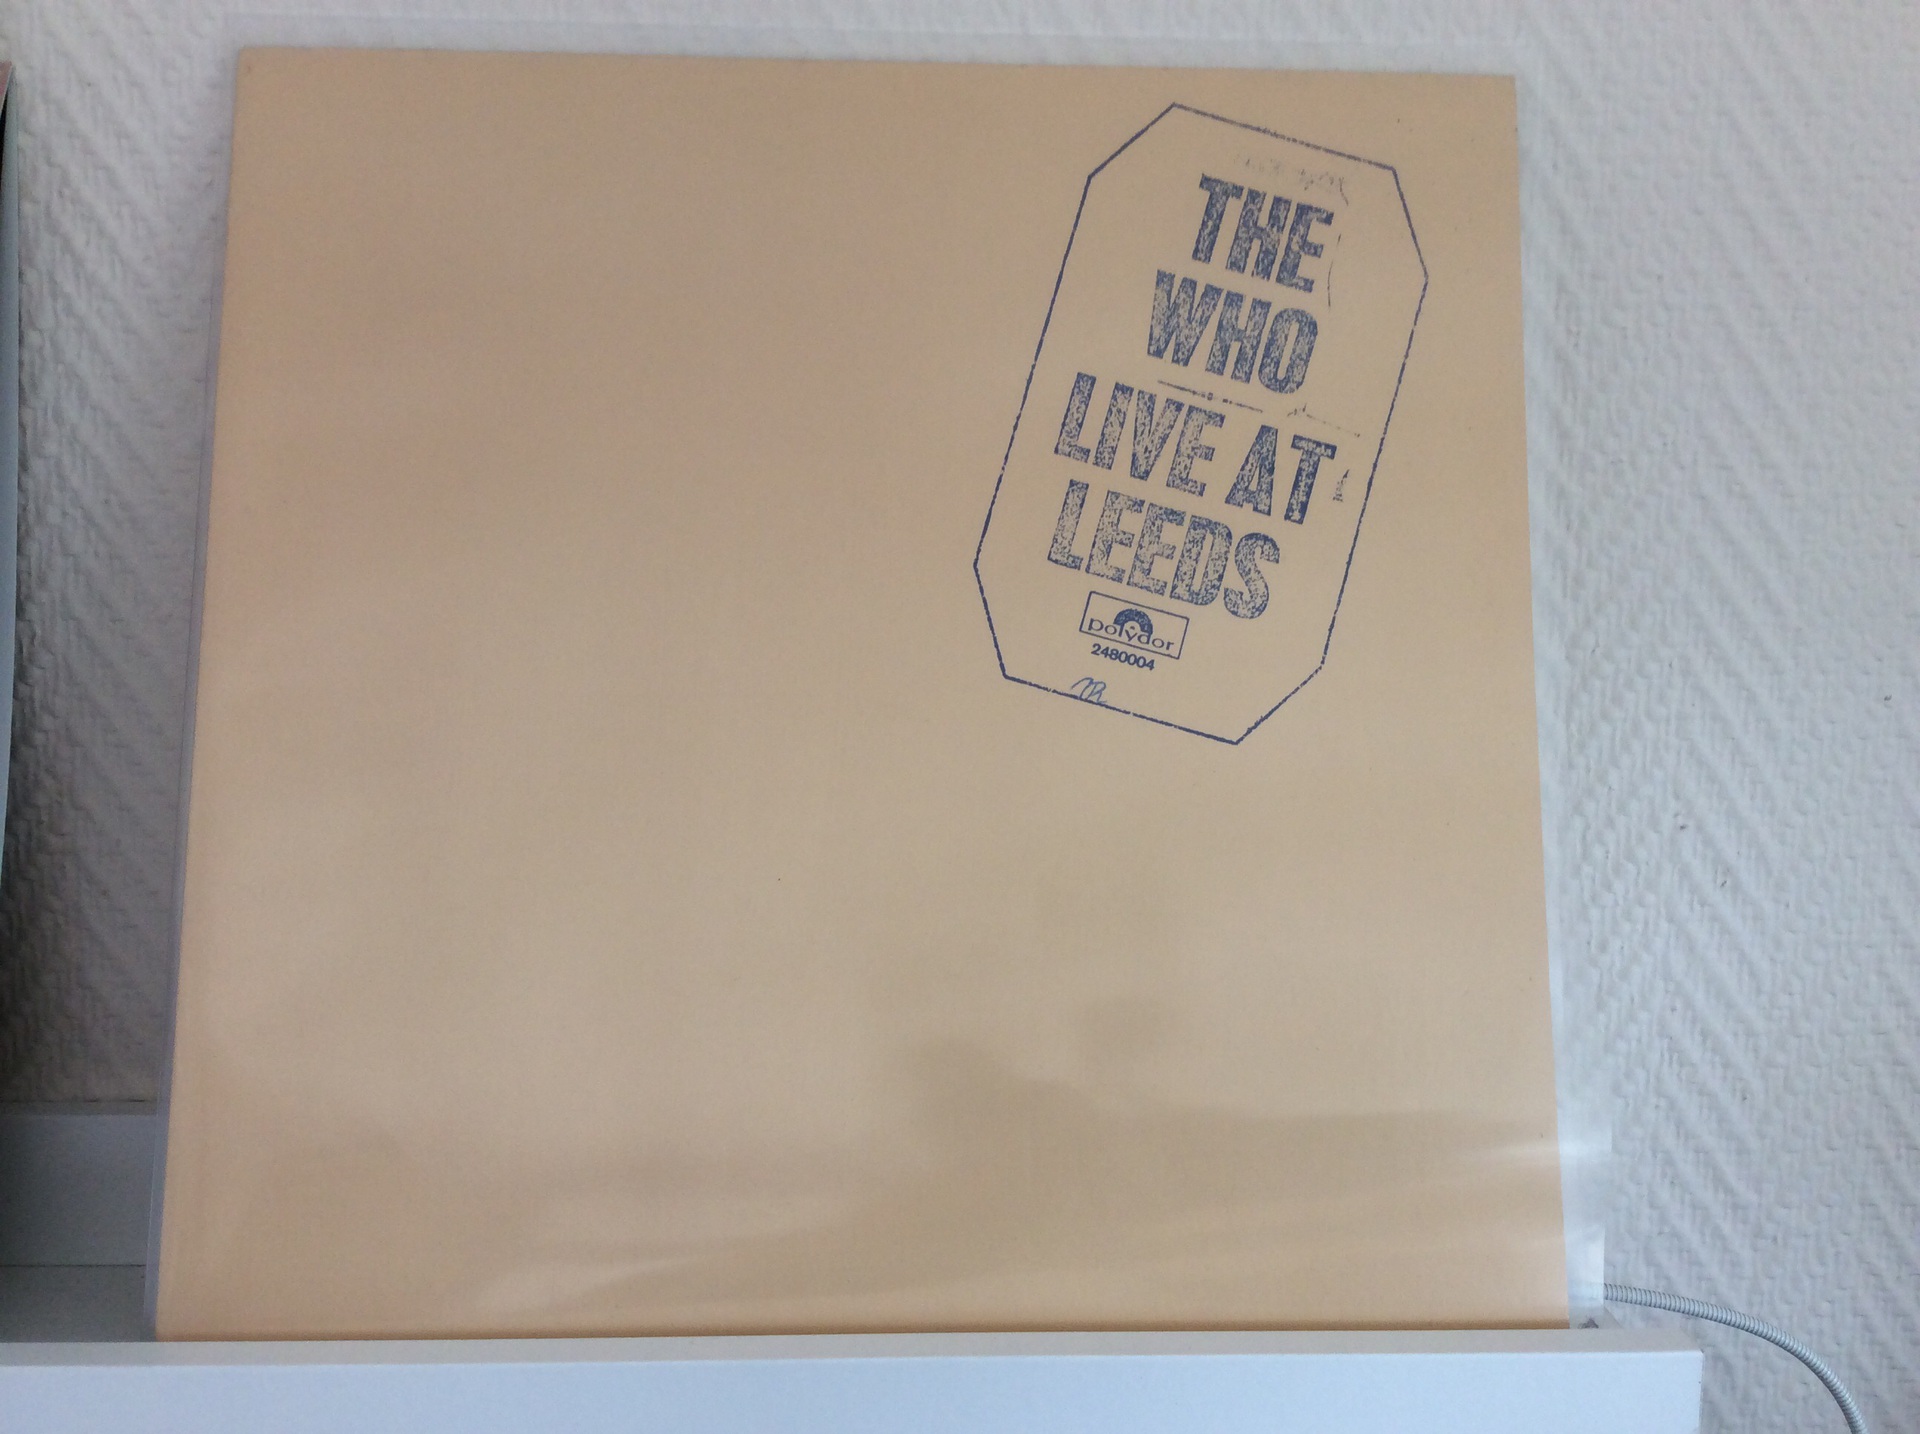 THE
WHO
LIVE AT
LEEDS
polydor
2480004